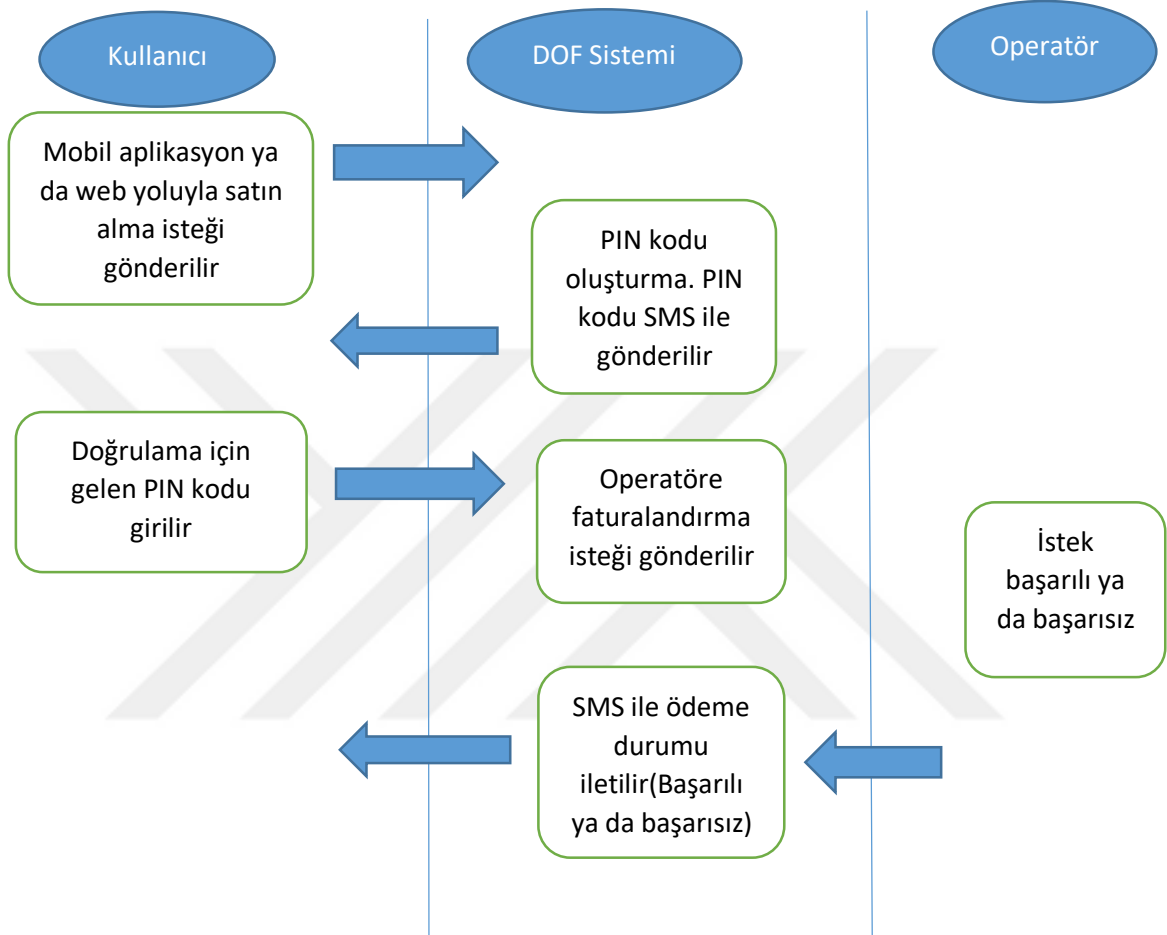 Kullanıcı
DOF Sistemi
Operatör
Mobil aplikasyon ya
da web yoluyla satın
alma isteği
gönderilir
PIN kodu
oluşturma. PIN
kodu SMS ile
gönderilir
Doğrulama için
gelen PIN kodu
girilir
Operatöre
faturalandırma
isteği gönderilir
İstek
başarılı ya
da başarısız
SMS ile ödeme
durumu
iletilir(Başarılı
ya da başarısız)